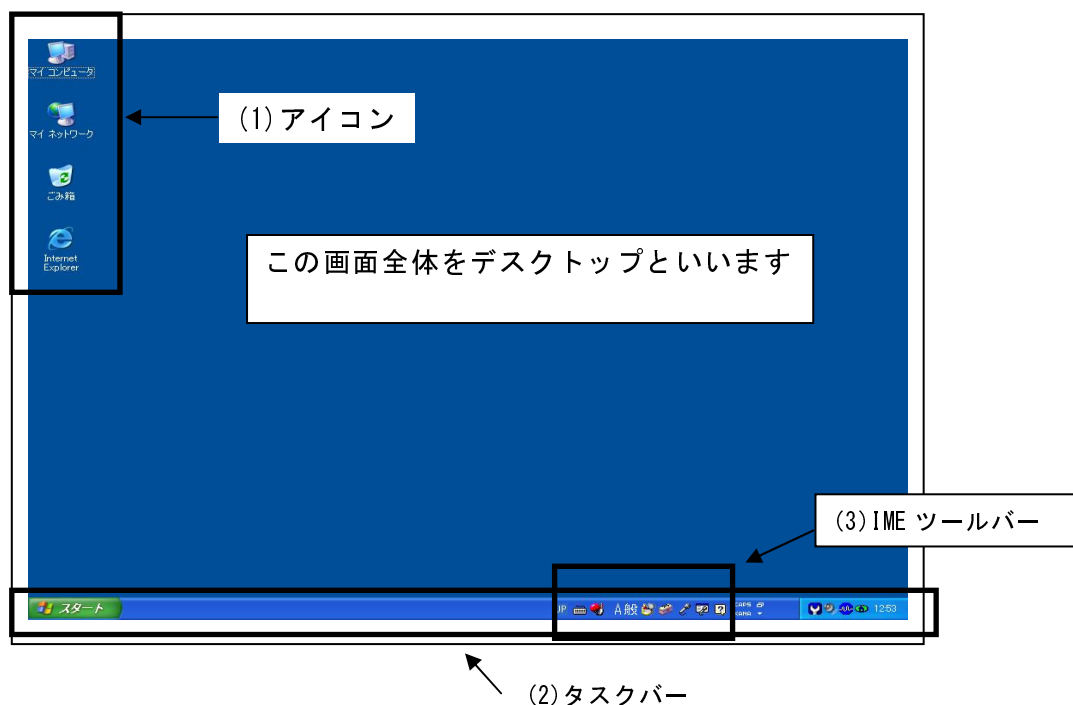 マイ コンピュータ
マイ ネットワーク
(1)アイコン
ごみ箱
Internet
Explorer
この画面全体をデスクトップといいます
(3)IME ツールバー
スタート
JP A 般 CAPS
KANA 12:53
(2)タスクバー